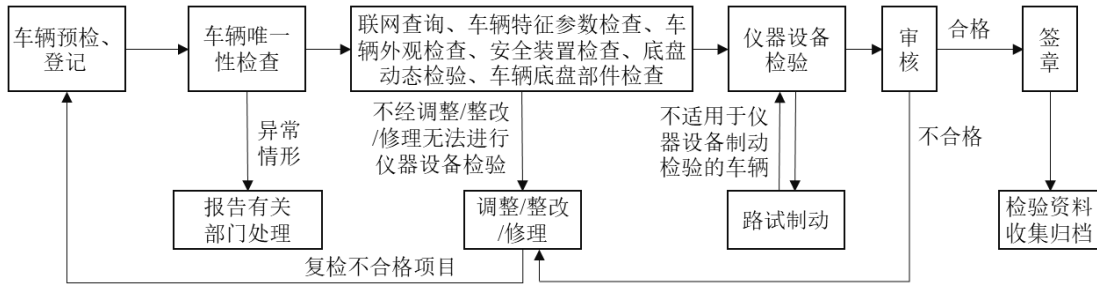 车辆预检、
登记
车辆唯一
性检查
联网查询、车辆特征参数检查、车
辆外观检查、安全装置检查、底盘
动态检验、车辆底盘部件检查
仪器设备
检验
审
核
合格
签
章
异常
情形
不经调整/整改
/修理无法进行
仪器设备检验
不适用于仪
器设备制动
检验的车辆
不合格
报告有关
部门处理
调整/整改
/修理
路试制动
检验资料
收集归档
复检不合格项目